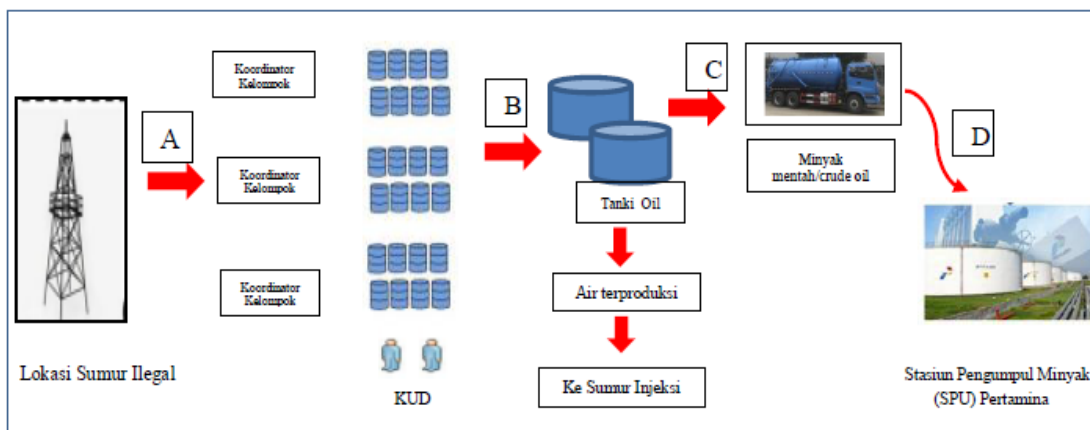 Koordinator
Kelompok
A
Koordinator
Kelompok
Koordinator
Kelompok
Lokasi Sumur Ilegal
KUD
B
Tanki Oil
Air terproduksi
Ke Sumur Injeksi
C
Minyak
mentah/crude oil
D
Stasiun Pengumpul Minyak
(SPU) Pertamina